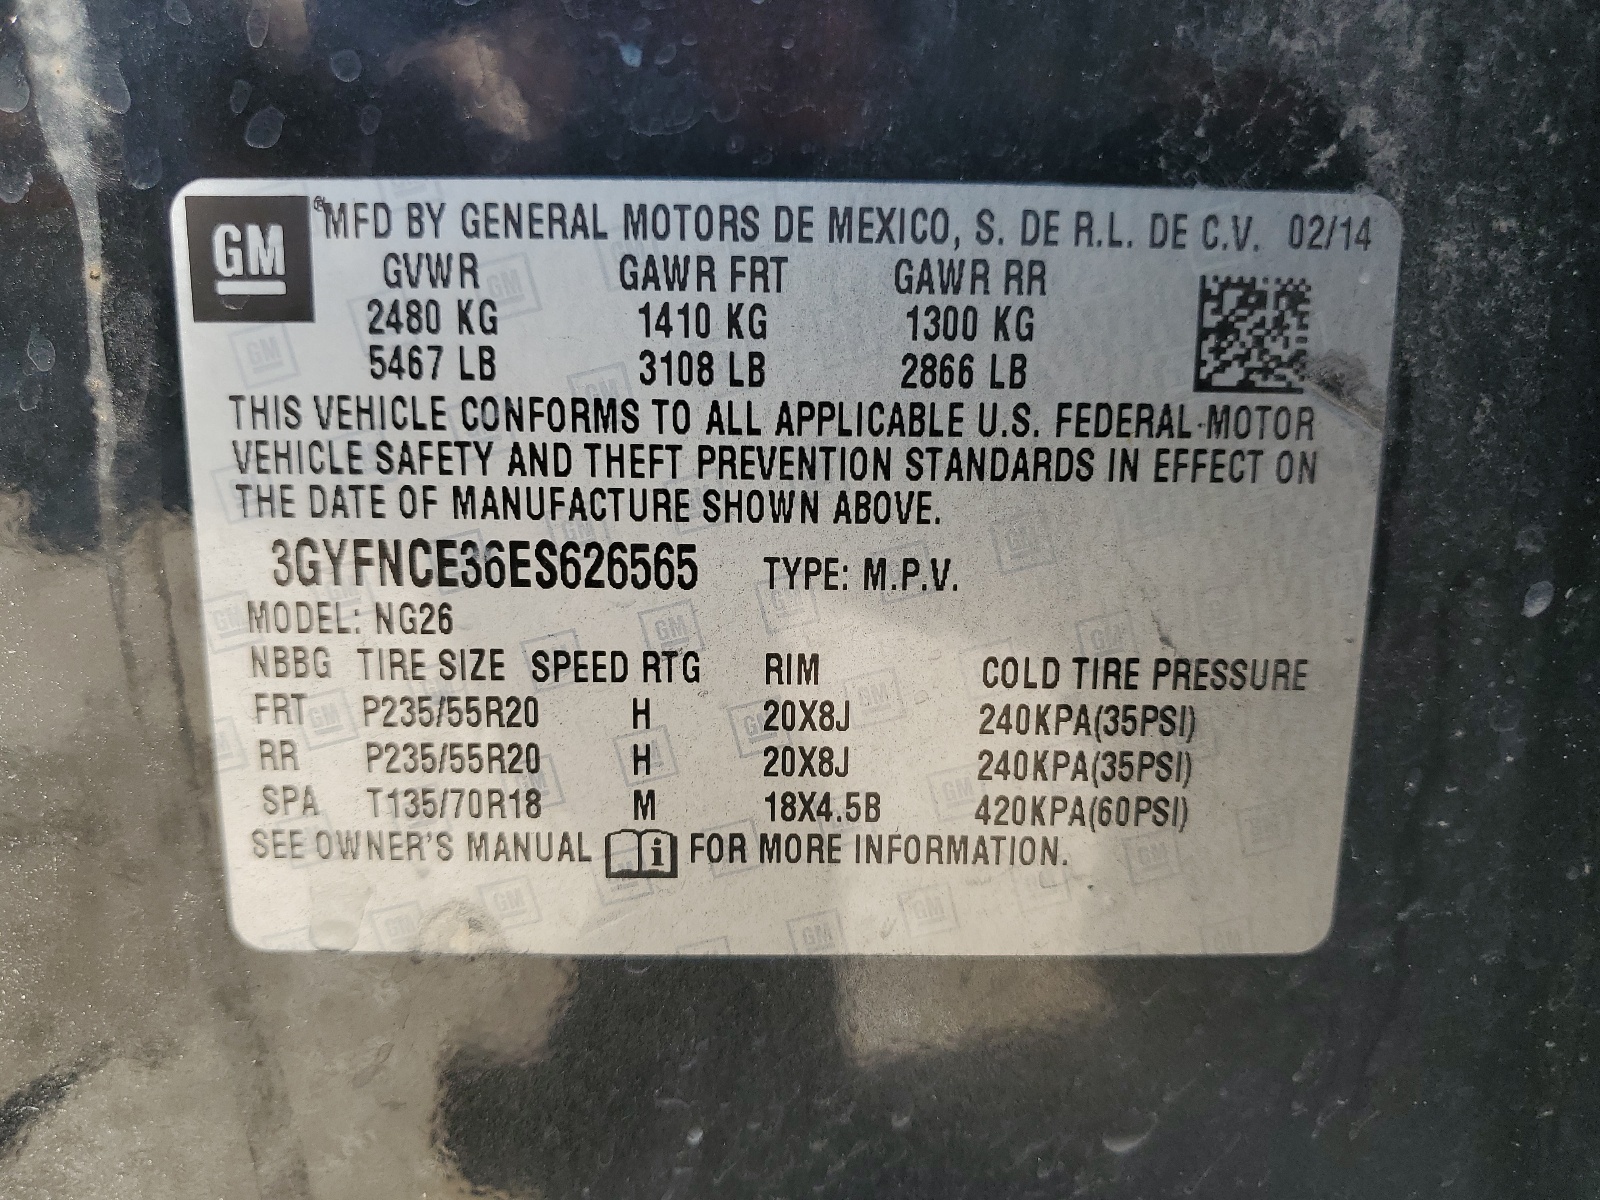 GM ® MFD BY GENERAL MOTORS DE MEXICO, S. DE R.L. DE C.V. 02/14
GVWR GAWR FRT GAWR RR
2480 KG 1410 KG 1300 KG
5467 LB 3108 LB 2866 LB
THIS VEHICLE CONFORMS TO ALL APPLICABLE U.S. FEDERAL MOTOR
VEHICLE SAFETY AND THEFT PREVENTION STANDARDS IN EFFECT ON
THE DATE OF MANUFACTURE SHOWN ABOVE.
3GYFNCE36ES626565 TYPE: M.P.V.
MODEL: NG26
NBBG TIRE SIZE SPEED RTG RIM COLD TIRE PRESSURE
FRT P235/55R20 H 20X8J 240KPA(35PSI)
RR P235/55R20 H 20X8J 240KPA(35PSI)
SPA T135/70R18 M 18X4.5B 420KPA(60PSI)
SEE OWNER'S MANUAL i FOR MORE INFORMATION.